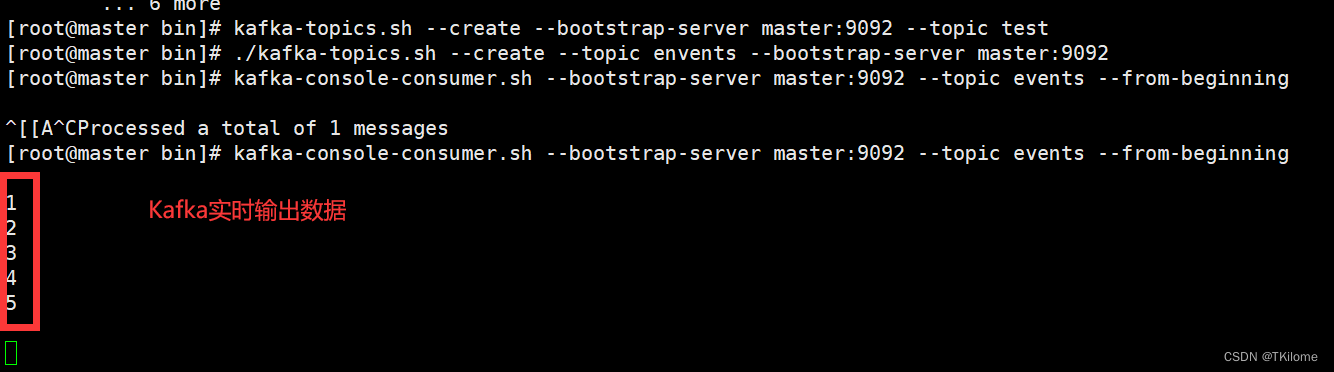 ... 6 more
[root@master bin]# kafka-topics.sh --create --bootstrap-server master:9092 --topic test
[root@master bin]# ./kafka-topics.sh --create --topic envents --bootstrap-server master:9092
[root@master bin]# kafka-console-consumer.sh --bootstrap-server master:9092 --topic events --from-beginning
^[[A^CProcessed a total of 1 messages
[root@master bin]# kafka-console-consumer.sh --bootstrap-server master:9092 --topic events --from-beginning
1
Kafka实时输出数据
2
3
4
5
CSDN @TKilome